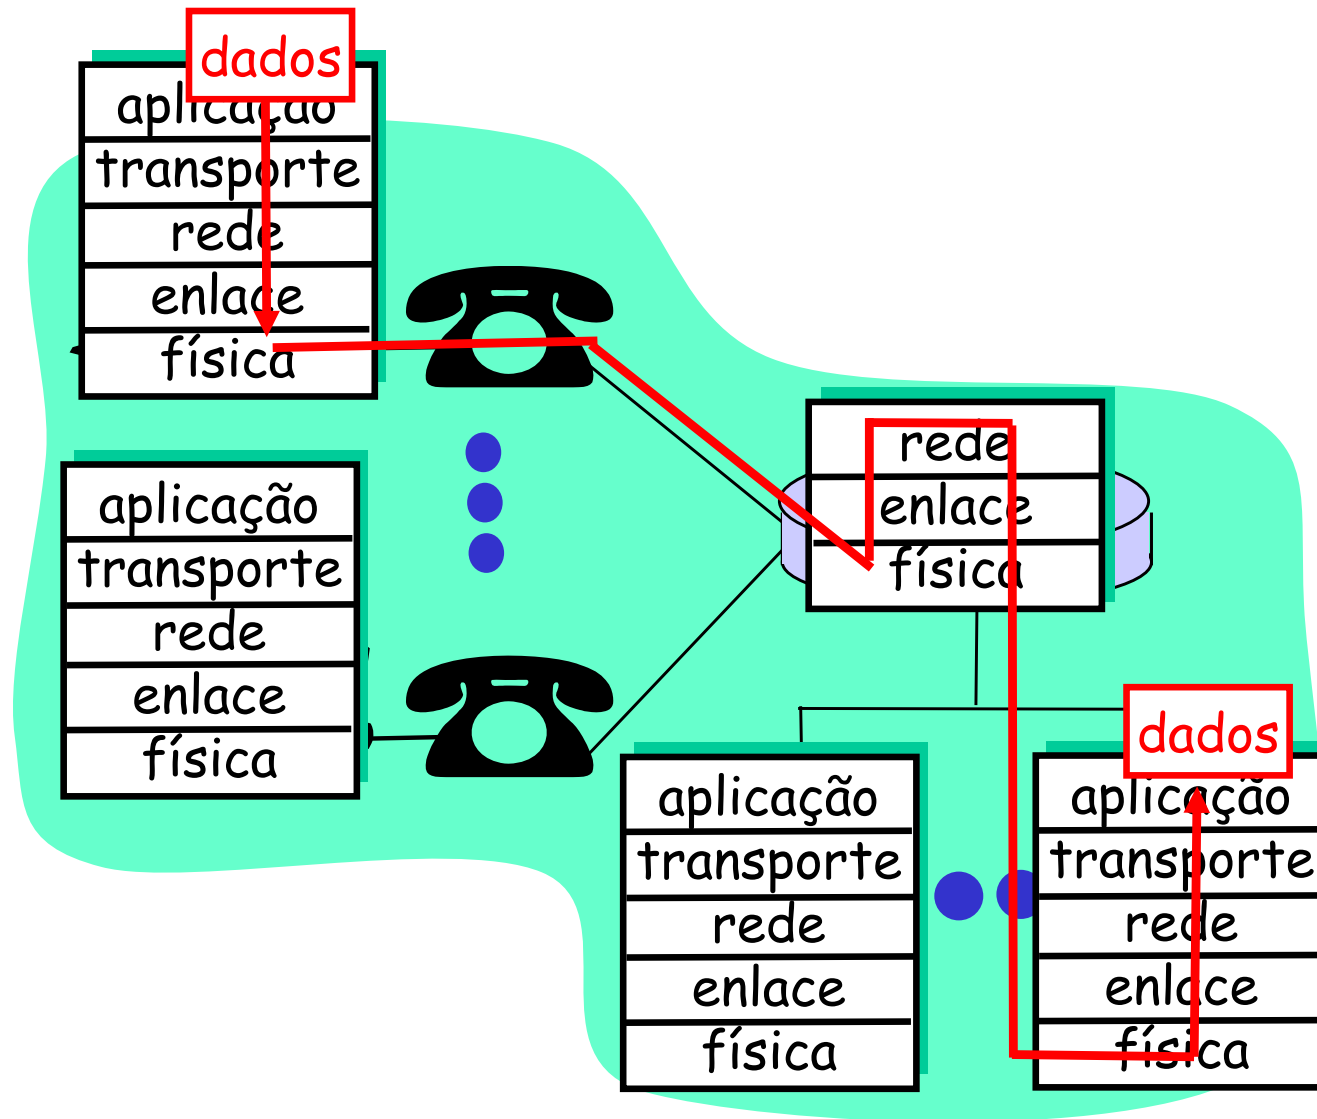 dados
aplicação
transporte
rede
enlace
física
aplicação
transporte
rede
enlace
física
rede
enlace
física
aplicação
transporte
rede
enlace
física
dados
aplicação
transporte
rede
enlace
física